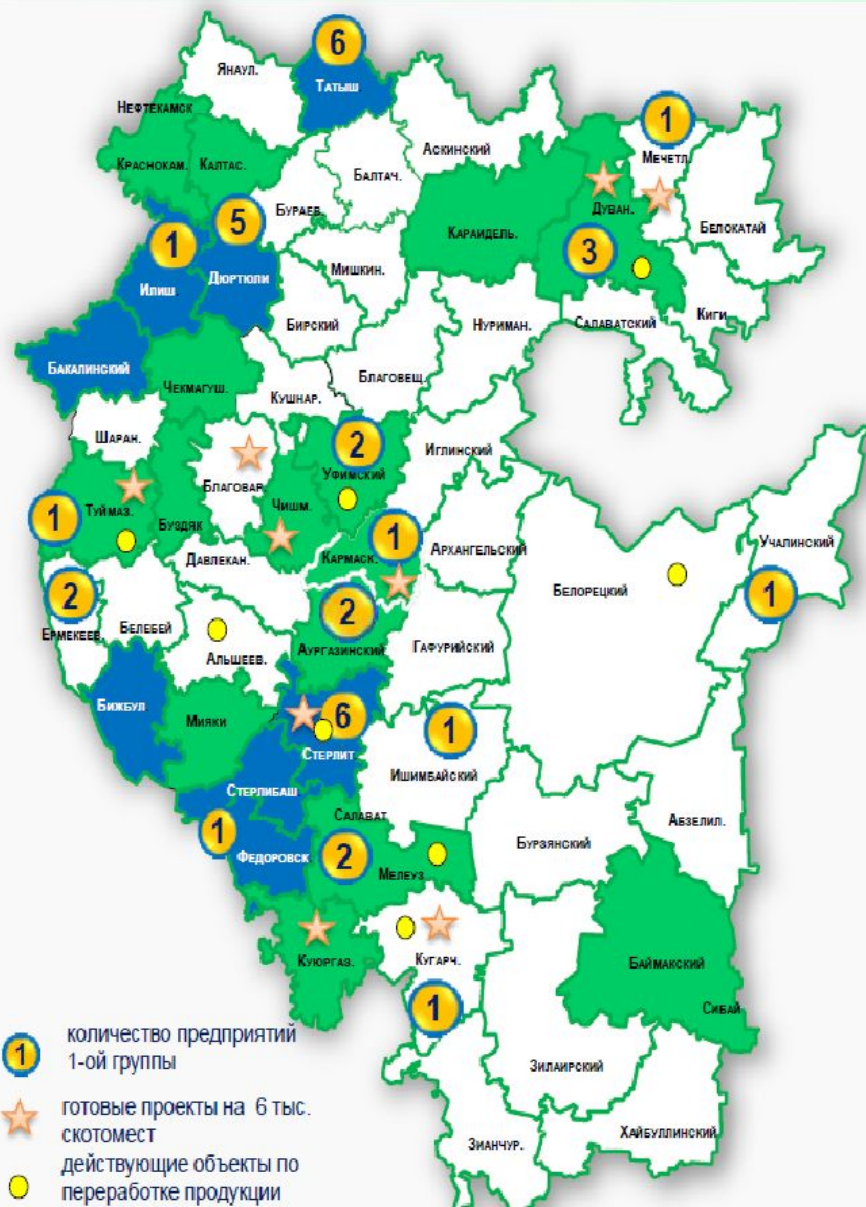 6
Янаул.
Татыш
Нефтекамск
Краснокам.
Калтас.
Балтач.
Аскинский
1
Мечетл.
Бураев.
Дуван.
Белокатай
5
1
Караидель.
3
Илиш
Дюртюли
Мишкин.
Бирский
Нуриман.
Салаватский
Киги
Бакалинский
Чекмагуш.
Благовещ.
Кушнар.
Шаран.
2
Иглинский
Благовар
Уфимский
Туймаз.
1
Чишм.
Буздяк
1
Архангельский
Учалинский
Давлекан.
Кармаск.
Белорецкий
2
1
Белебей
2
Ермекеев.
Альшеев.
Аургазинский
Гафурийский
Бижбул
Мияки
6
Стерлит
1
Ишимбайский
Стерлибаш
Салават
Абзелил.
1
Федоровск
2
Бурзянский
Мелеуз
Куюргаз.
Кугарч.
Баймакский
1
Сибай
1
количество предприятий
1-ой группы
Зилаирский
готовые проекты на 6 тыс.
скотомест
Зианчур.
Хайбуллинский
действующие объекты по
переработке продукции